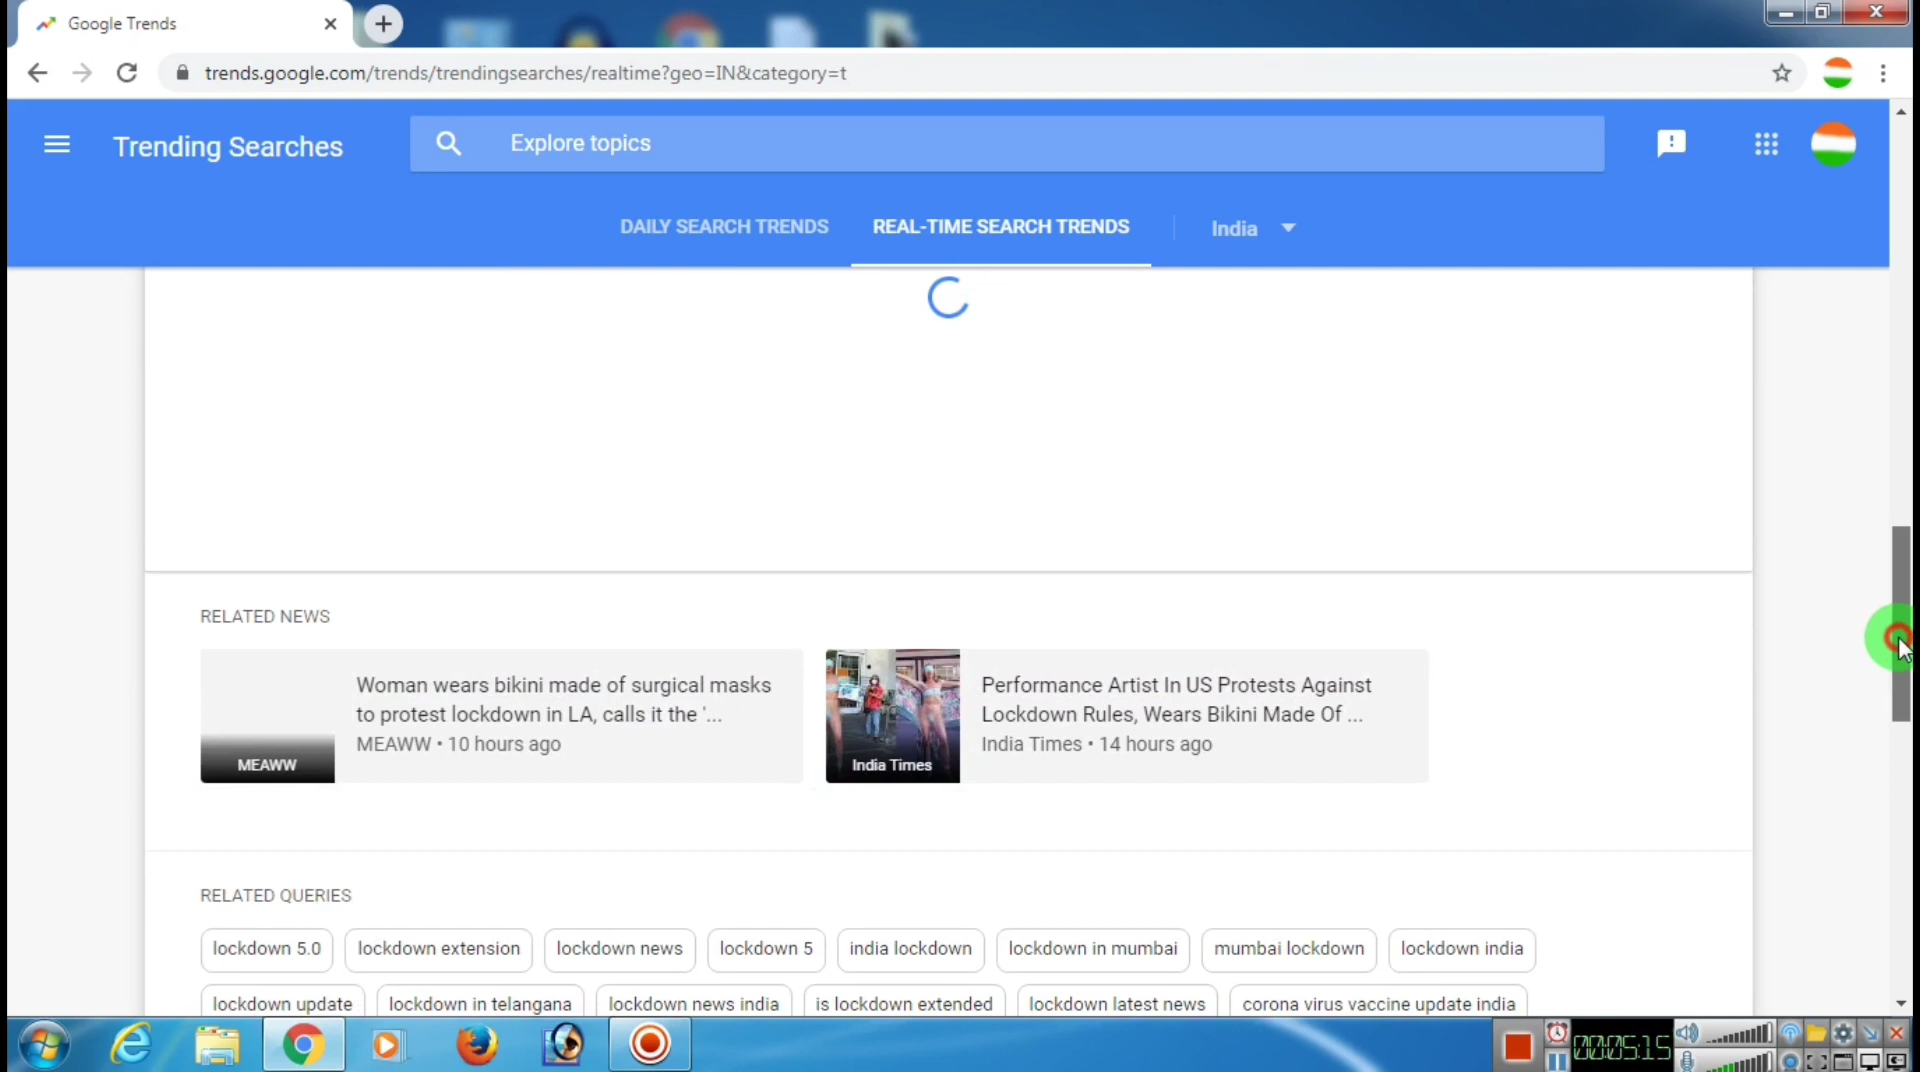 Google Trends
trends.google.com/trends/trendingsearches/realtime?geo=IN&category=t
Trending Searches
Explore topics
DAILY SEARCH TRENDS
REAL-TIME SEARCH TRENDS
India
RELATED NEWS
Woman wears bikini made of surgical masks
to protest lockdown in LA, calls it the '...
MEAWW • 10 hours ago
MEAWW
Performance Artist In US Protests Against
Lockdown Rules, Wears Bikini Made Of ...
India Times • 14 hours ago
India Times
RELATED QUERIES
lockdown 5.0
lockdown extension
lockdown news
lockdown 5
india lockdown
lockdown in mumbai
mumbai lockdown
lockdown india
lockdown update
lockdown in telangana
lockdown news india
is lockdown extended
lockdown latest news
corona virus vaccine update india
00:05:15